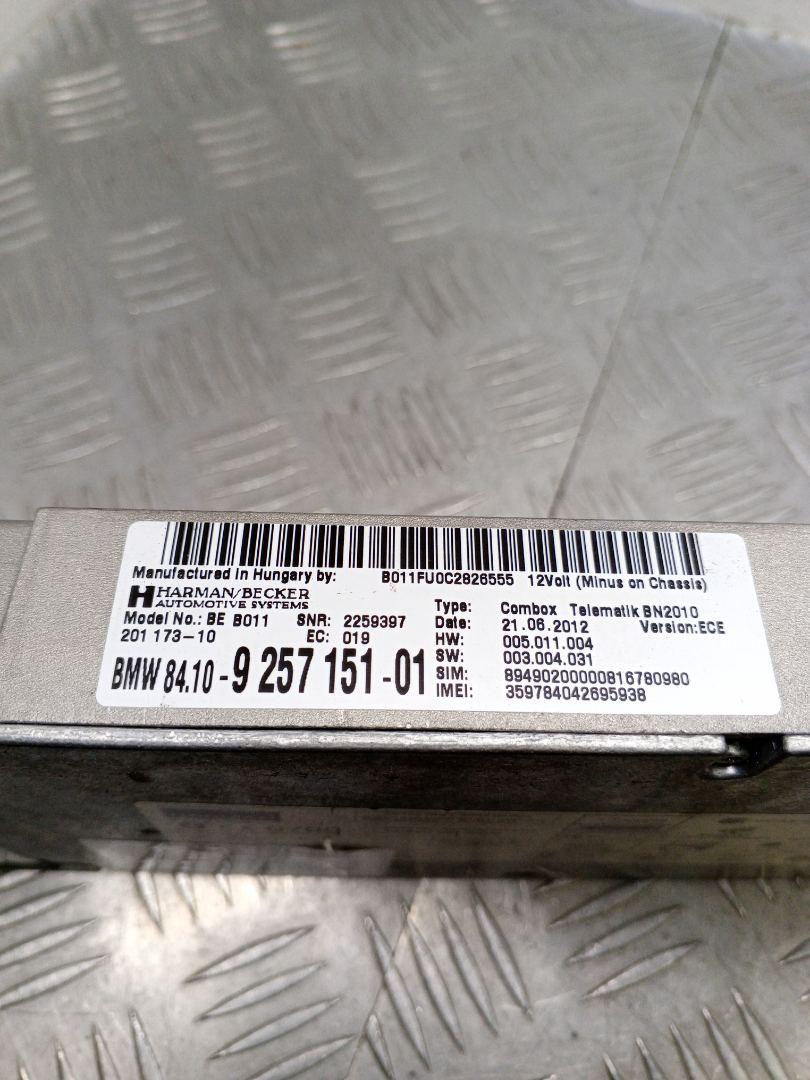 Manufactured in Hungary by: B011FU0C2826555 12Volt (Minus on Chassis)
HARMAN/BECKER
AUTOMOTIVE SYSTEMS
Model No.: BE B011 SNR: 2259397
201 173-10 EC: 019
BMW 84.10-9 257 151-01
Type: Combox Telematik BN2010
Date: 21.06.2012 Version:ECE
HW: 005.011.004
SW: 003.004.031
SIM: 89490200000816780980
IMEI: 359784042695938